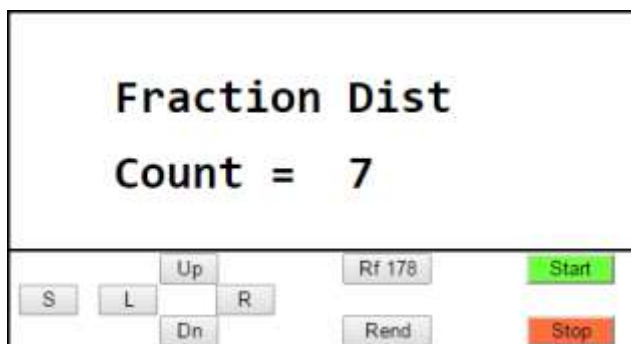 Fraction Dist
Count = 7
Up Rf 178 Start
S L R
Dn Rend Stop